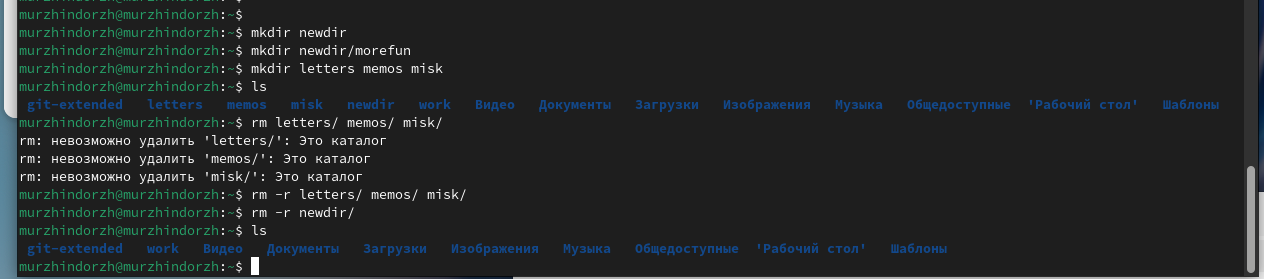 murzhindorzh@murzhindorzh:~$
murzhindorzh@murzhindorzh:~$ mkdir newdir
murzhindorzh@murzhindorzh:~$ mkdir newdir/morefun
murzhindorzh@murzhindorzh:~$ mkdir letters memos misk
murzhindorzh@murzhindorzh:~$ ls
git-extended letters memos misk newdir work Видео Документы Загрузки Изображения Музыка Общедоступные 'Рабочий стол' Шаблоны
murzhindorzh@murzhindorzh:~$ rm letters/ memos/ misk/
rm: невозможно удалить 'letters/': Это каталог
rm: невозможно удалить 'memos/': Это каталог
rm: невозможно удалить 'misk/': Это каталог
murzhindorzh@murzhindorzh:~$ rm -r letters/ memos/ misk/
murzhindorzh@murzhindorzh:~$ rm -r newdir/
murzhindorzh@murzhindorzh:~$ ls
git-extended work Видео Документы Загрузки Изображения Музыка Общедоступные 'Рабочий стол' Шаблоны
murzhindorzh@murzhindorzh:~$